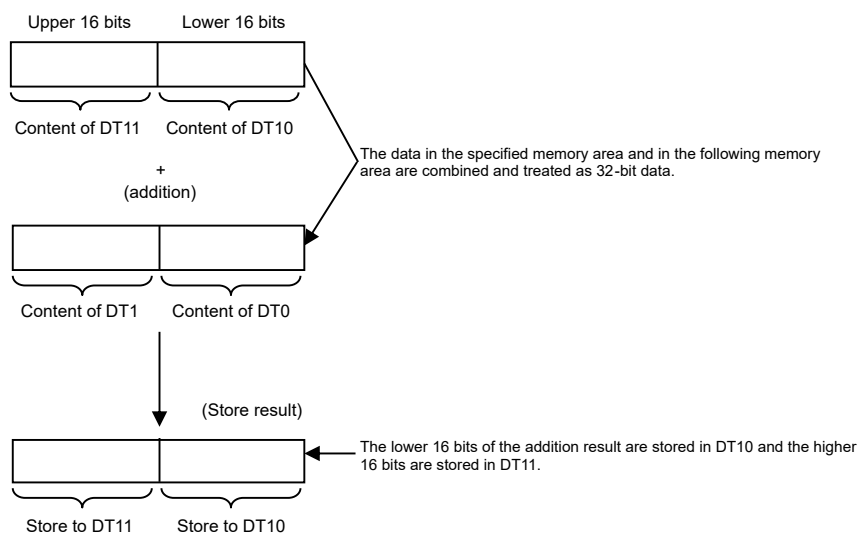 Upper 16 bits
Lower 16 bits
Content of DT11
Content of DT10
The data in the specified memory area and in the following memory
area are combined and treated as 32-bit data.
+
(addition)
Content of DT1
Content of DT0
(Store result)
The lower 16 bits of the addition result are stored in DT10 and the higher
16 bits are stored in DT11.
Store to DT11
Store to DT10